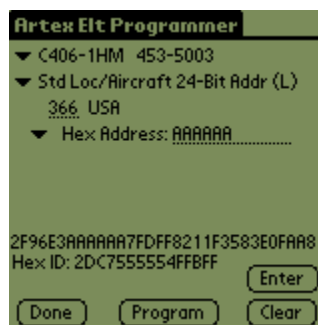 Artex Elt Programmer
C406-1HM 453-5003
Std Loc/Aircraft 24-Bit Addr (L)
366 USA
Hex Address: AAAAAA
2F96E3AAAAAA7FDFF8211F3583E0FAA8
Hex ID: 2DC7555554FFBFF
Enter
Done Program Clear